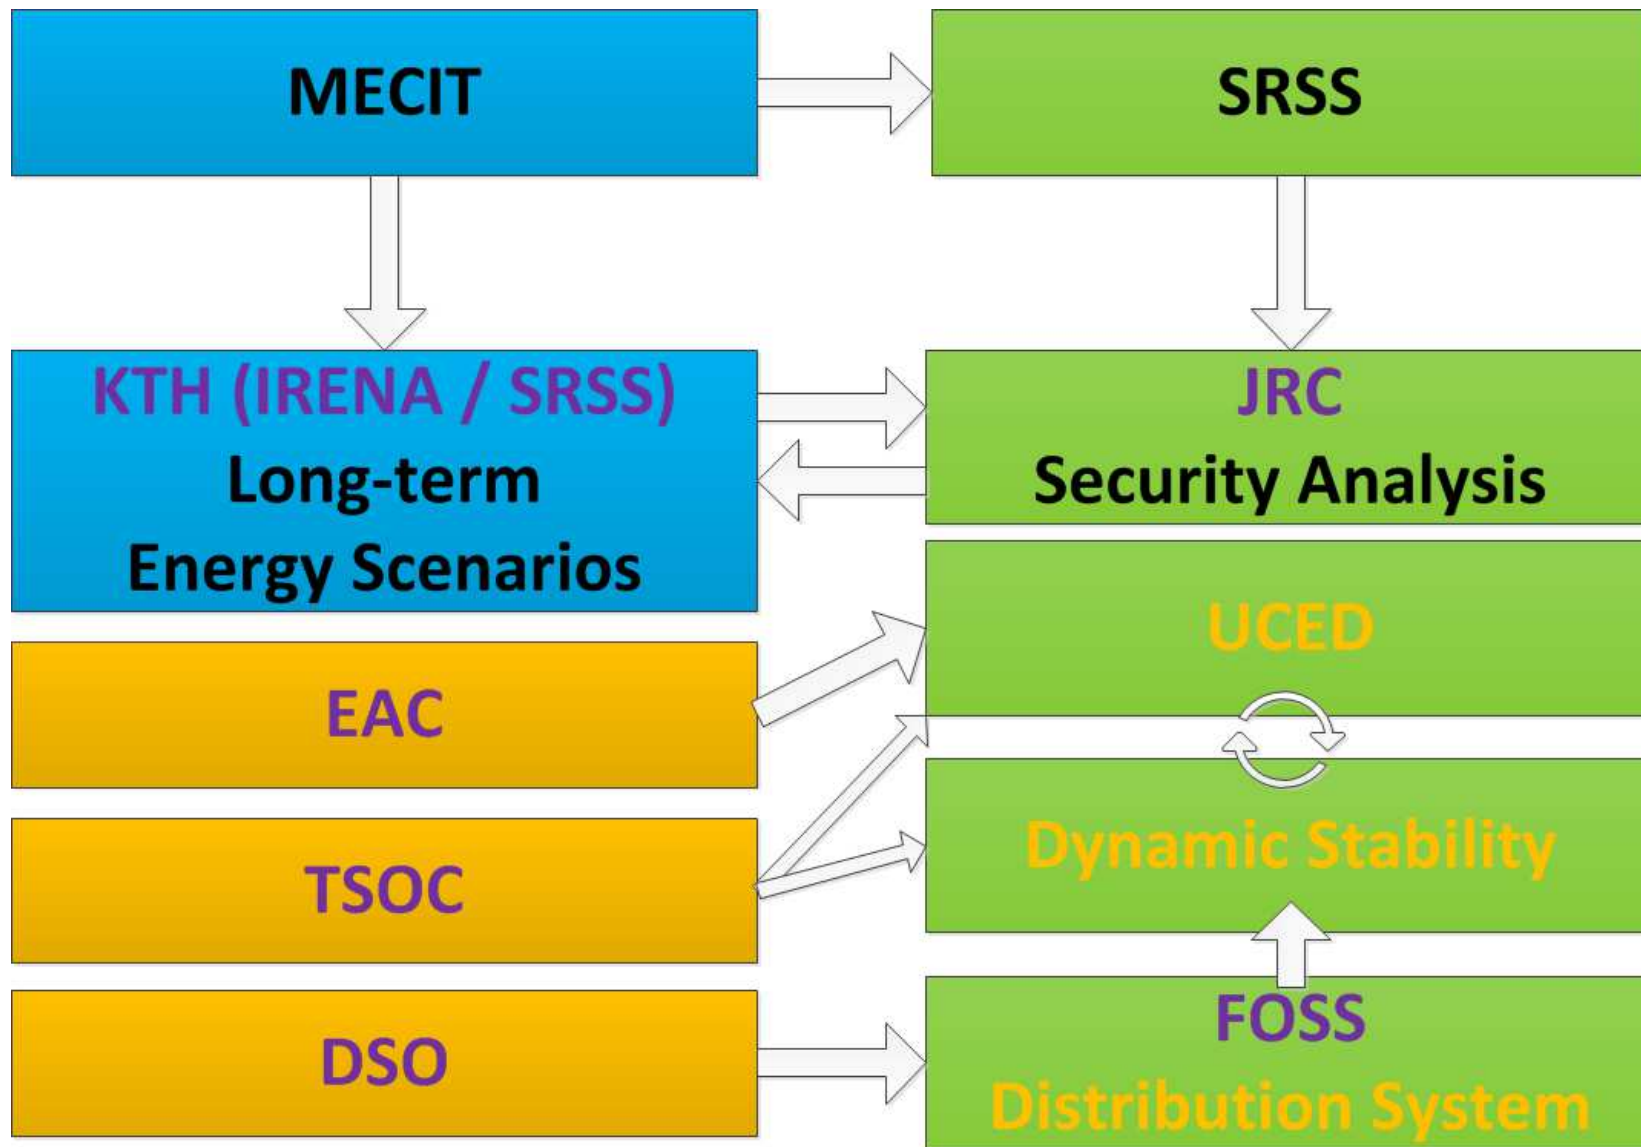 MECIT
SRSS
KTH (IRENA / SRSS)
Long-term
Energy Scenarios
JRC
Security Analysis
UCED
EAC
Dynamic Stability
TSOC
FOSS
Distribution System
DSO